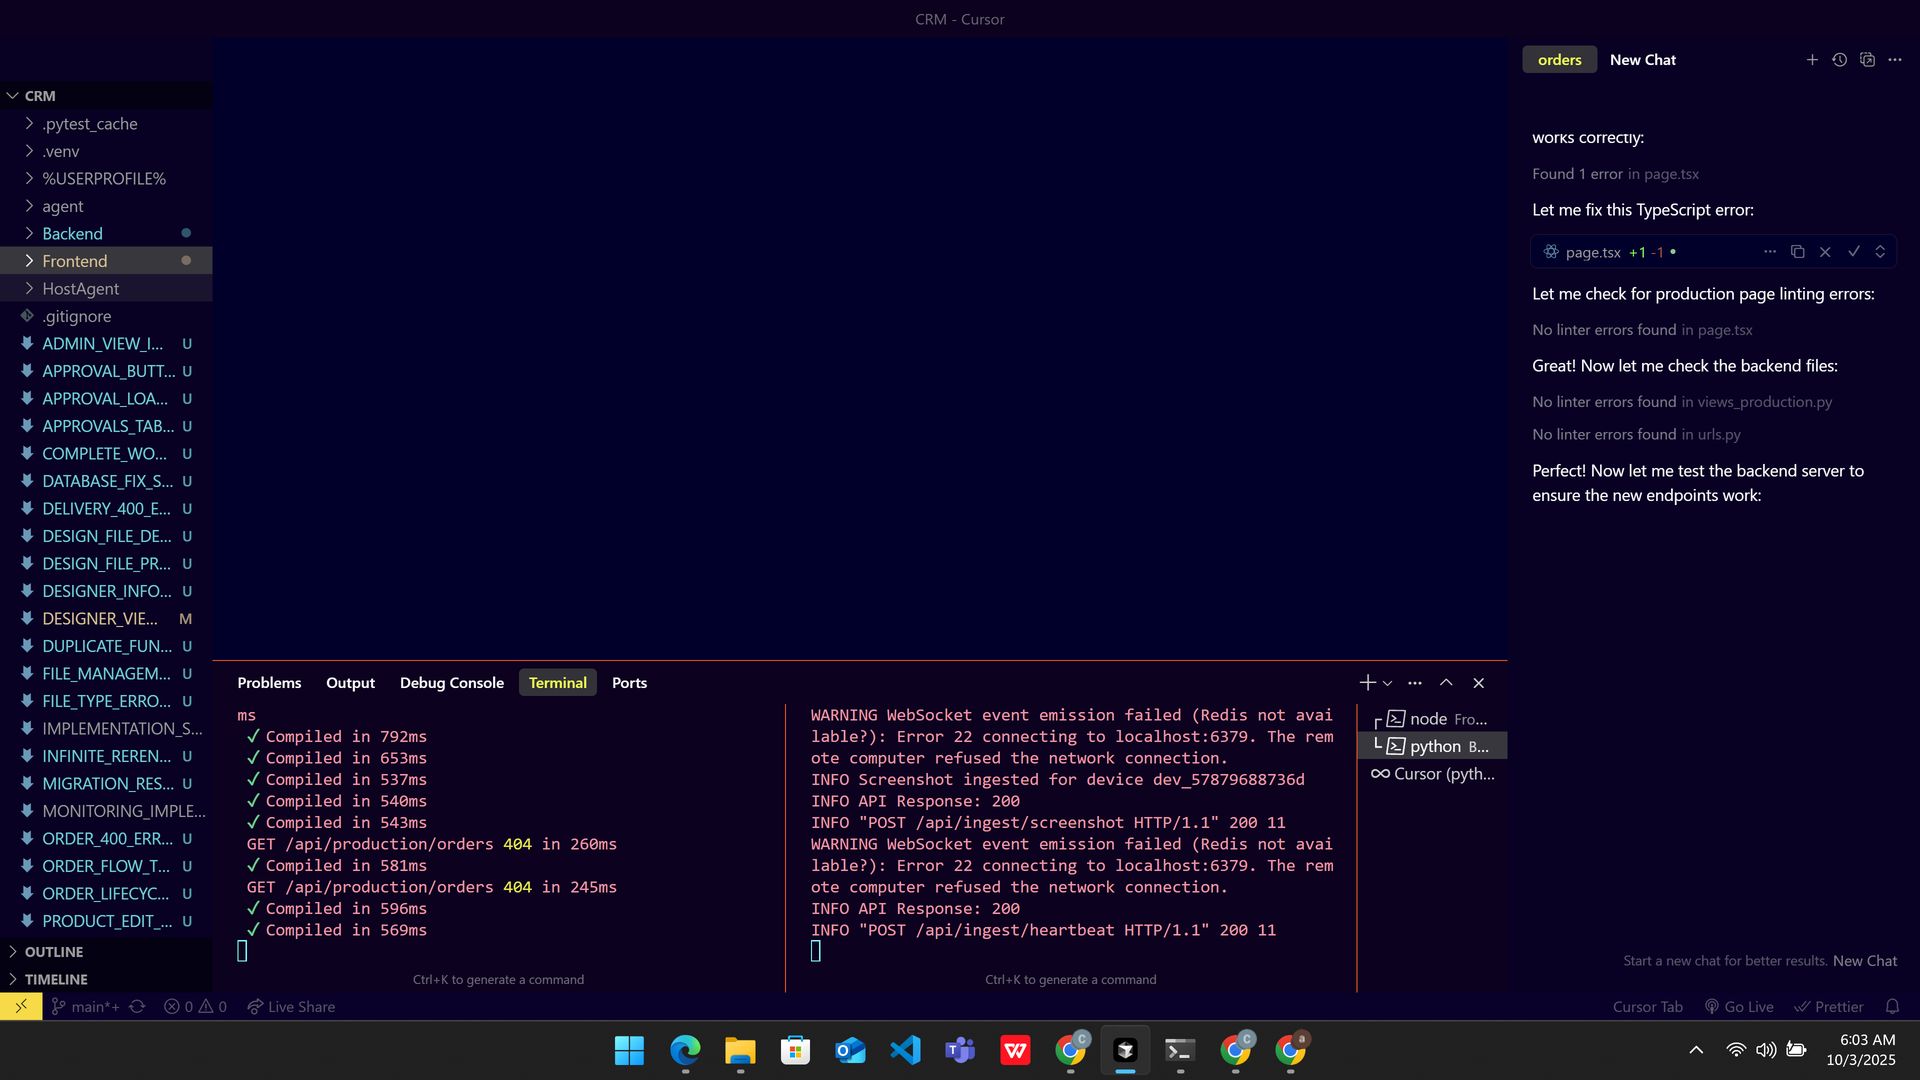 CRM - Cursor
CRM
.pytest_cache
.venv
%USERPROFILE%
agent
Backend
Frontend
HostAgent
.gitignore
ADMIN_VIEW_I... U
APPROVAL_BUTT... U
APPROVAL_LOA... U
APPROVALS_TAB... U
COMPLETE_WO... U
DATABASE_FIX_S... U
DELIVERY_400_E... U
DESIGN_FILE_DE... U
DESIGN_FILE_PR... U
DESIGNER_INFO... U
DESIGNER_VIE... M
DUPLICATE_FUN... U
FILE_MANAGEM... U
FILE_TYPE_ERRO... U
IMPLEMENTATION_S...
INFINITE_REREN... U
MIGRATION_RES... U
MONITORING_IMPLE...
ORDER_400_ERR... U
ORDER_FLOW_T... U
ORDER_LIFECYC... U
PRODUCT_EDIT_... U
OUTLINE
TIMELINE
Problems Output Debug Console Terminal Ports
ms
✓ Compiled in 792ms
✓ Compiled in 653ms
✓ Compiled in 537ms
✓ Compiled in 540ms
✓ Compiled in 543ms
GET /api/production/orders 404 in 260ms
✓ Compiled in 581ms
GET /api/production/orders 404 in 245ms
✓ Compiled in 596ms
✓ Compiled in 569ms
Ctrl+K to generate a command
WARNING WebSocket event emission failed (Redis not avai
lable?): Error 22 connecting to localhost:6379. The rem
ote computer refused the network connection.
INFO Screenshot ingested for device dev_57879688736d
INFO API Response: 200
INFO "POST /api/ingest/screenshot HTTP/1.1" 200 11
WARNING WebSocket event emission failed (Redis not avai
lable?): Error 22 connecting to localhost:6379. The rem
ote computer refused the network connection.
INFO API Response: 200
INFO "POST /api/ingest/heartbeat HTTP/1.1" 200 11
Ctrl+K to generate a command
node Fro...
python B...
Cursor (pyth...
orders New Chat
works correctly:
Found 1 error in page.tsx
Let me fix this TypeScript error:
page.tsx +1 -1
Let me check for production page linting errors:
No linter errors found in page.tsx
Great! Now let me check the backend files:
No linter errors found in views_production.py
No linter errors found in urls.py
Perfect! Now let me test the backend server to
ensure the new endpoints work:
Start a new chat for better results. New Chat
main*+ 0 0 Live Share
Cursor Tab Go Live Prettier
6:03 AM
10/3/2025